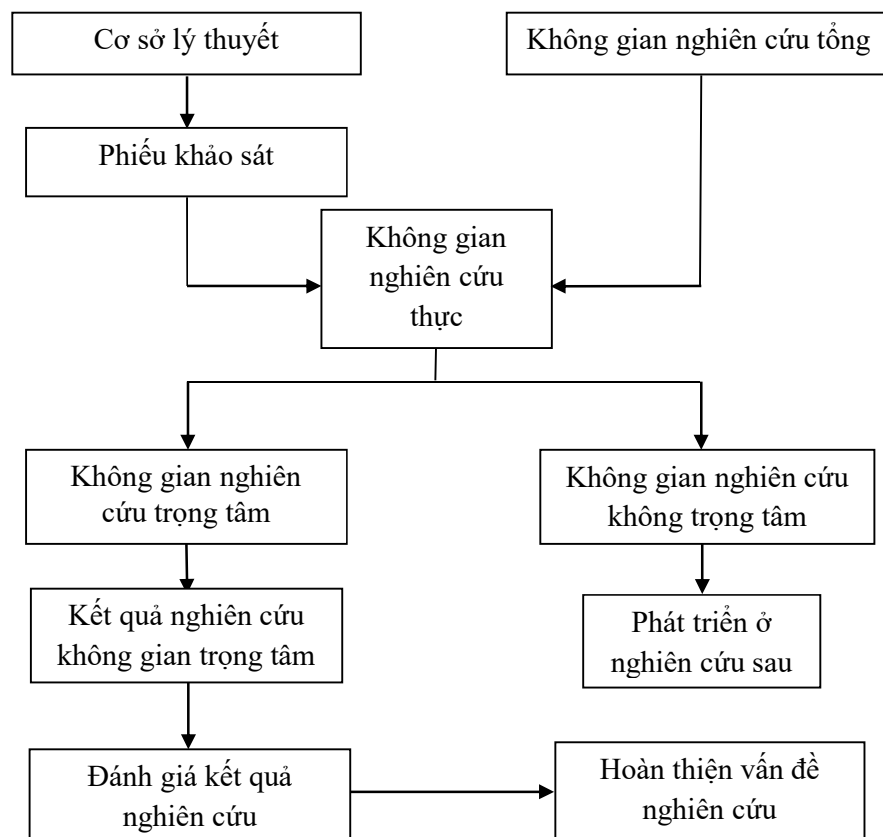 Cơ sở lý thuyết
Không gian nghiên cứu tổng
Phiếu khảo sát
Không gian
nghiên cứu
thực
Không gian nghiên
cứu trọng tâm
Không gian nghiên cứu
không trọng tâm
Kết quả nghiên cứu
không gian trọng tâm
Phát triển ở
nghiên cứu sau
Đánh giá kết quả
nghiên cứu
Hoàn thiện vấn đề
nghiên cứu